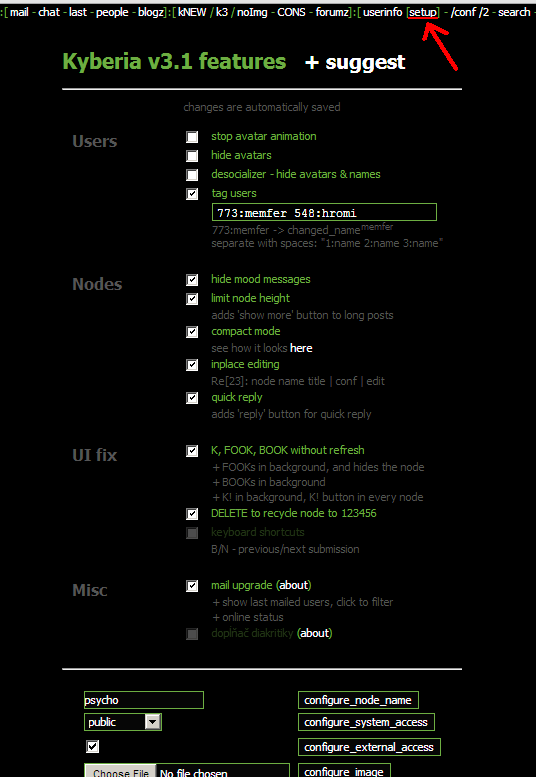 :[ mail - chat - last - people - blogz]:[ kNEW / k3 / noImg - CONS - forumz]:[ userinfo [setup] - /conf /2 - search -
Kyberia v3.1 features + suggest
changes are automatically saved
Users
stop avatar animation
hide avatars
desocializer - hide avatars & names
tag users
773:memfer 548:hromi
773:memfer -> changed_name memfer
separate with spaces: "1:name 2:name 3:name"
Nodes
hide mood messages
limit node height
adds 'show more' button to long posts
compact mode
see how it looks here
inplace editing
Re[23]: node name title | conf | edit
quick reply
adds 'reply' button for quick reply
UI fix
K, FOOK, BOOK without refresh
+ FOOKs in background, and hides the node
+ BOOKs in background
+ K! in background, K! button in every node
DELETE to recycle node to 123456
keyboard shortcuts
B/N - previous/next submission
Misc
mail upgrade (about)
+ show last mailed users, click to filter
+ online status
dopĺňač diakritiky (about)
psycho configure_node_name
public configure_system_access
configure_external_access
Choose File No file chosen configure_image